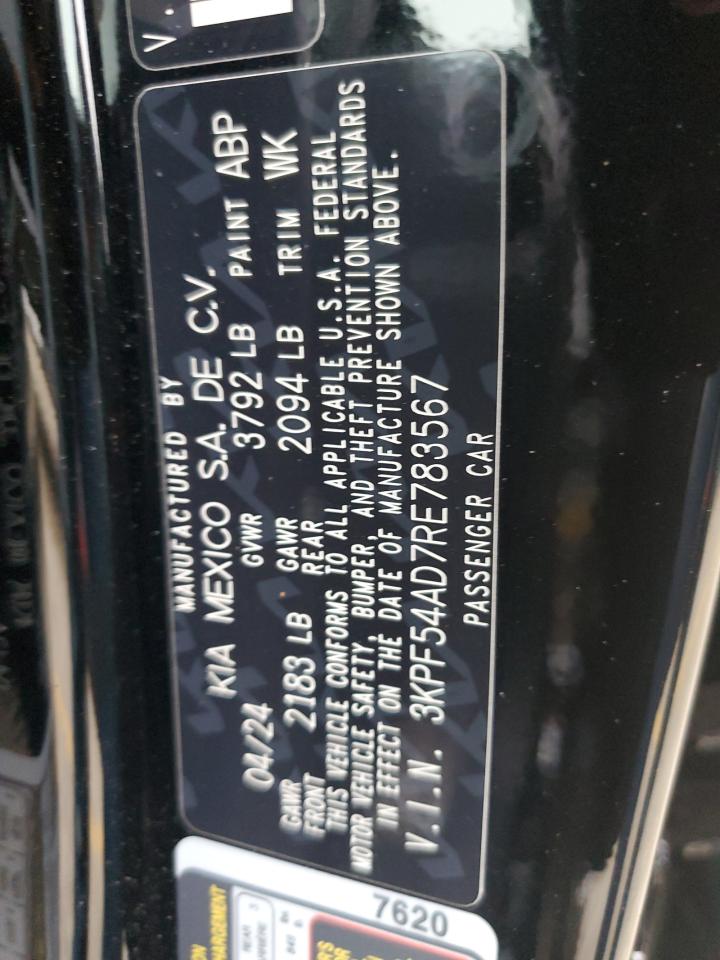 V.
MANUFACTURED BY
KIA MEXICO S.A. DE C.V.
04/24 GVWR 3792 LB PAINT ABP
GAWR FRONT 2183 LB GAWR REAR 2094 LB TRIM WK
THIS VEHICLE CONFORMS TO ALL APPLICABLE U.S.A. FEDERAL
MOTOR VEHICLE SAFETY, BUMPER, AND THEFT PREVENTION STANDARDS
IN EFFECT ON THE DATE OF MANUFACTURE SHOWN ABOVE.
V.I.N. 3KPF54AD7RE783567
PASSENGER CAR
7620
REAR